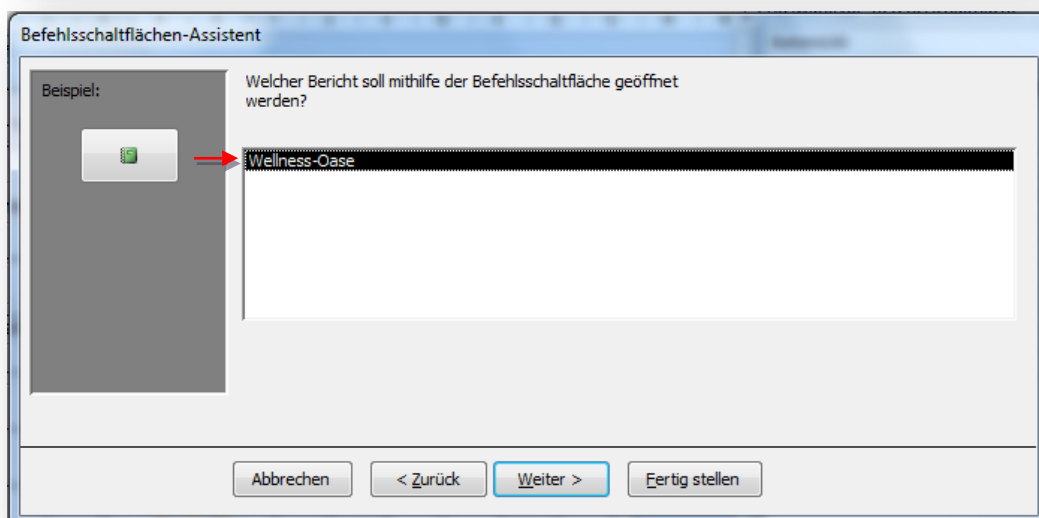 Befehlsschaltflächen-Assistent
Beispiel:
Welcher Bericht soll mithilfe der Befehlsschaltfläche geöffnet
werden?
Wellness-Oase
Abbrechen
< Zurück
Weiter >
Fertig stellen